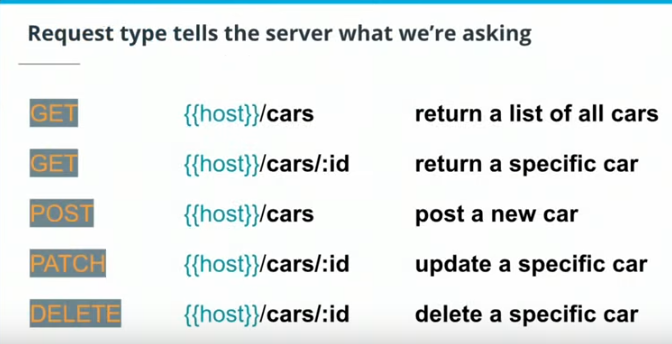 Request type tells the server what we're asking
GET {{host}}/cars return a list of all cars
GET {{host}}/cars/:id return a specific car
POST {{host}}/cars post a new car
PATCH {{host}}/cars/:id update a specific car
DELETE {{host}}/cars/:id delete a specific car